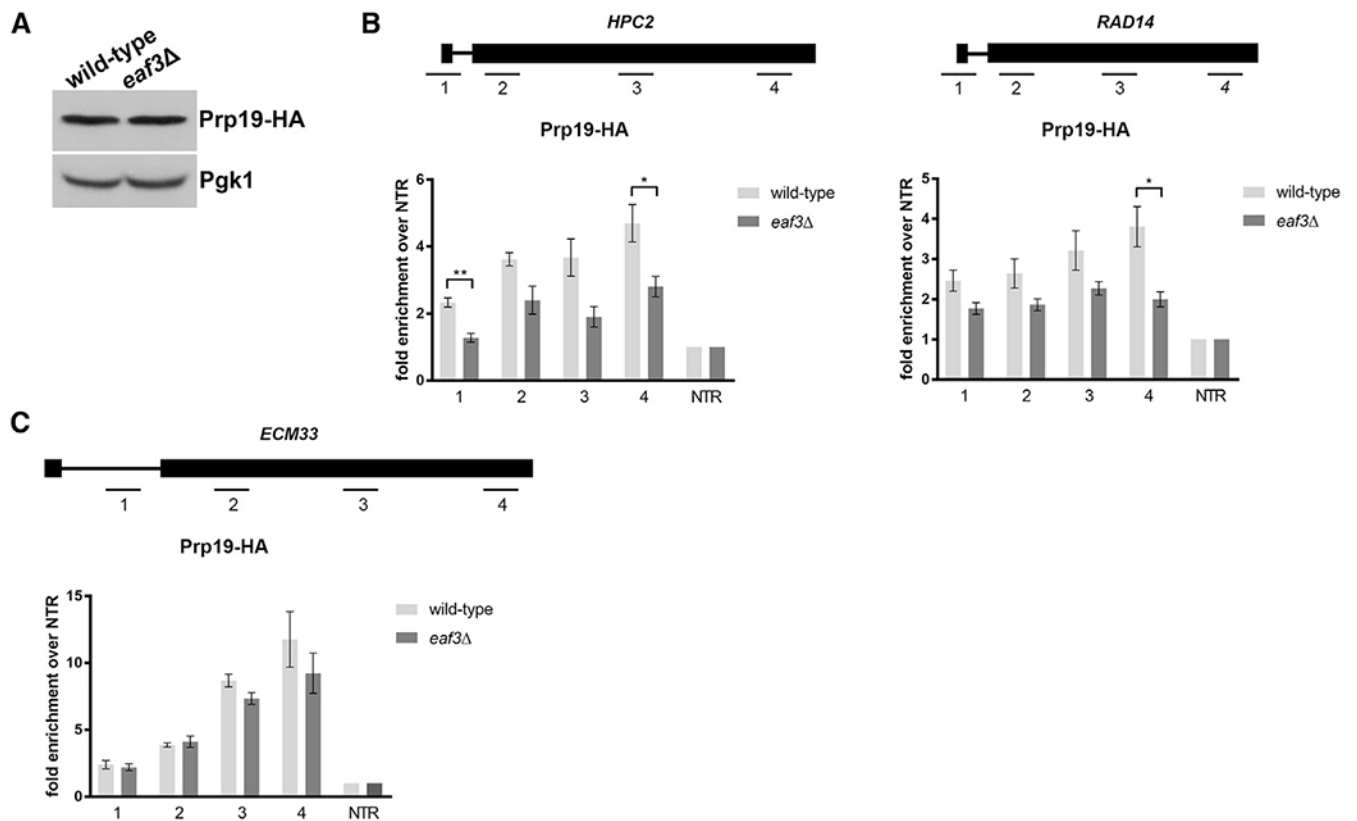 A
wild-type
eaf3Δ
Prp19-HA
Pgk1
B
HPC2
1 2 3 4
Prp19-HA
fold enrichment over NTR
6
4
2
0
**
*
1 2 3 4 NTR
wild-type
eaf3Δ
RAD14
1 2 3 4
Prp19-HA
fold enrichment over NTR
5
4
3
2
1
0
*
1 2 3 4 NTR
wild-type
eaf3Δ
C
ECM33
1 2 3 4
Prp19-HA
fold enrichment over NTR
15
10
5
0
1 2 3 4 NTR
wild-type
eaf3Δ